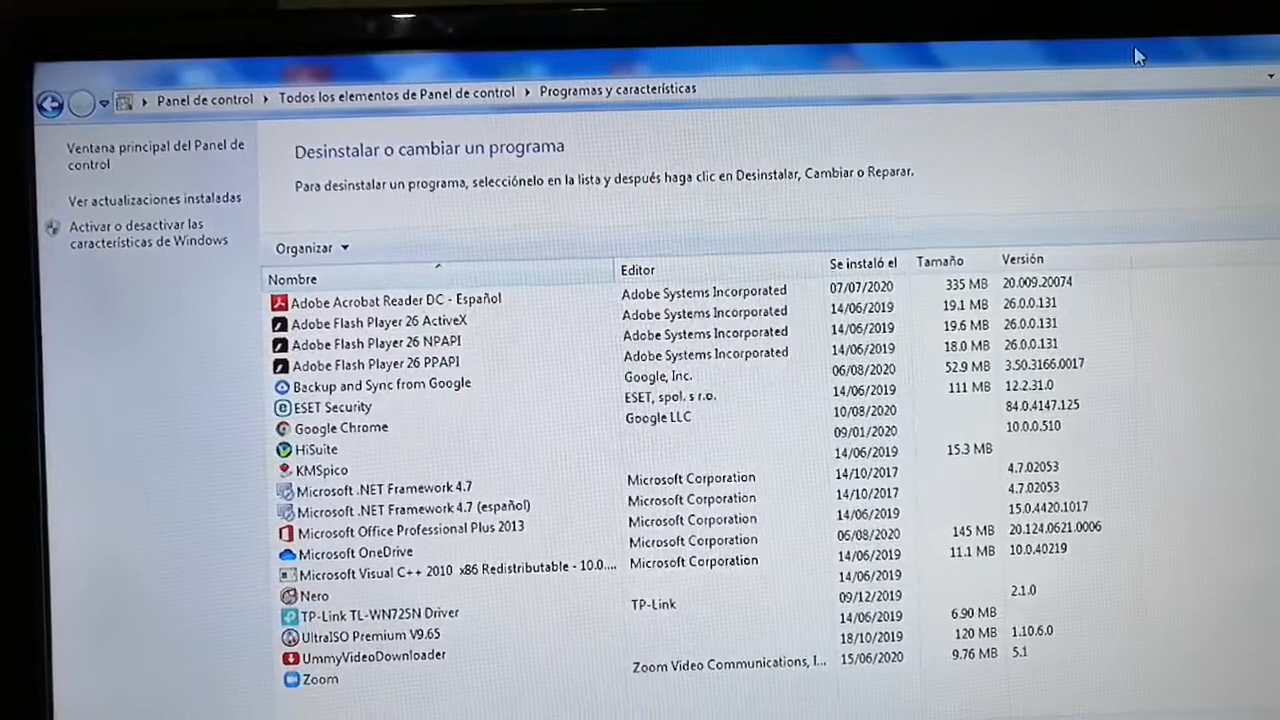 Panel de control ▸ Todos los elementos de Panel de control ▸ Programas y características
Ventana principal del Panel de
control
Ver actualizaciones instaladas
Activar o desactivar las
características de Windows
Desinstalar o cambiar un programa
Para desinstalar un programa, selecciónelo en la lista y después haga clic en Desinstalar, Cambiar o Reparar.
Organizar
Nombre Editor Se instaló el Tamaño Versión
Adobe Acrobat Reader DC - Español Adobe Systems Incorporated 07/07/2020 335 MB 20.009.20074
Adobe Flash Player 26 ActiveX Adobe Systems Incorporated 14/06/2019 19.1 MB 26.0.0.131
Adobe Flash Player 26 NPAPI Adobe Systems Incorporated 14/06/2019 19.6 MB 26.0.0.131
Adobe Flash Player 26 PPAPI Adobe Systems Incorporated 14/06/2019 18.0 MB 26.0.0.131
Backup and Sync from Google Google, Inc. 06/08/2020 52.9 MB 3.50.3166.0017
ESET Security ESET, spol. s r.o. 14/06/2019 111 MB 12.2.31.0
Google Chrome Google LLC 10/08/2020 84.0.4147.125
HiSuite 09/01/2020 10.0.0.510
KMSpico 14/06/2019 15.3 MB
Microsoft .NET Framework 4.7 Microsoft Corporation 14/10/2017 4.7.02053
Microsoft .NET Framework 4.7 (español) Microsoft Corporation 14/10/2017 4.7.02053
Microsoft Office Professional Plus 2013 Microsoft Corporation 14/06/2019 15.0.4420.1017
Microsoft OneDrive Microsoft Corporation 06/08/2020 145 MB 20.124.0621.0006
Microsoft Visual C++ 2010 x86 Redistributable - 10.0.... Microsoft Corporation 14/06/2019 11.1 MB 10.0.40219
Nero 14/06/2019
TP-Link TL-WN725N Driver TP-Link 09/12/2019 2.1.0
UltraISO Premium V9.65 14/06/2019 6.90 MB
UmmyVideoDownloader 18/10/2019 120 MB 1.10.6.0
Zoom Zoom Video Communications, I... 15/06/2020 9.76 MB 5.1